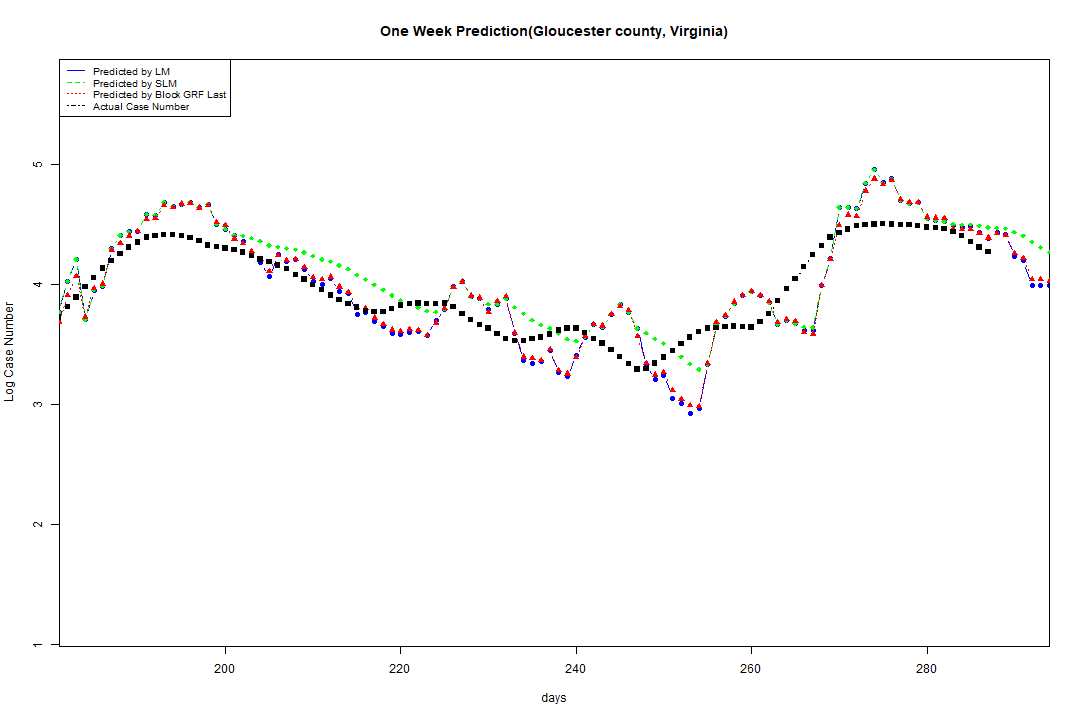 One Week Prediction(Gloucester county, Virginia)
Predicted by LM
Predicted by SLM
Predicted by Block GRF Last
Actual Case Number
Log Case Number
5
4
3
2
1
200 220 240 260 280
days